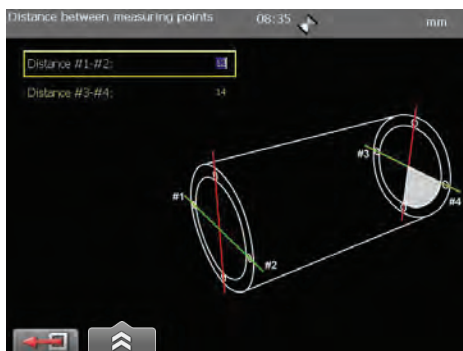 Distance between measuring points 08:35 mm
Distance #1-#2:
Distance #3-#4: 14
#1
#2
#3
#4